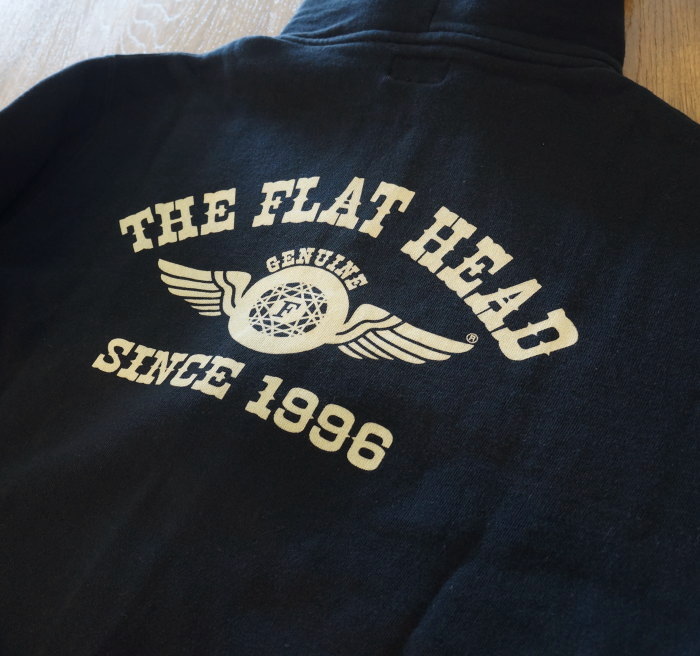 THE FLAT HEAD
GENUINE
F
®
SINCE 1996